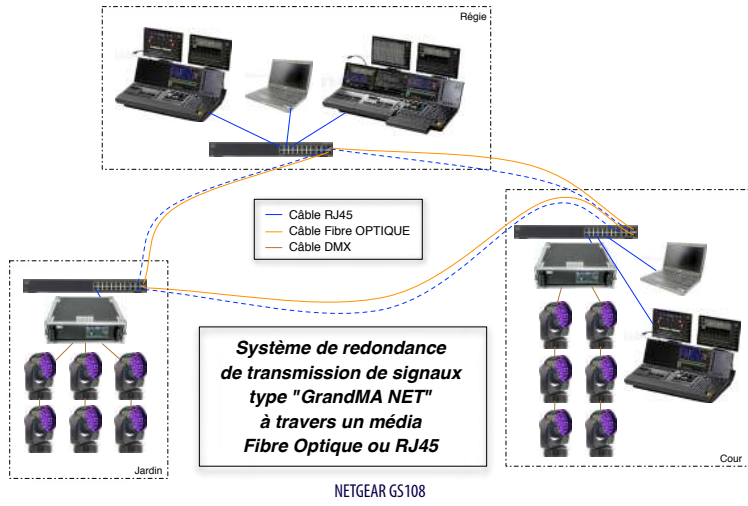 Régie
Câble RJ45
Câble Fibre OPTIQUE
Câble DMX
Système de redondance
de transmission de signaux
type "GrandMA NET"
à travers un média
Fibre Optique ou RJ45
Jardin
Cour
NETGEAR GS108